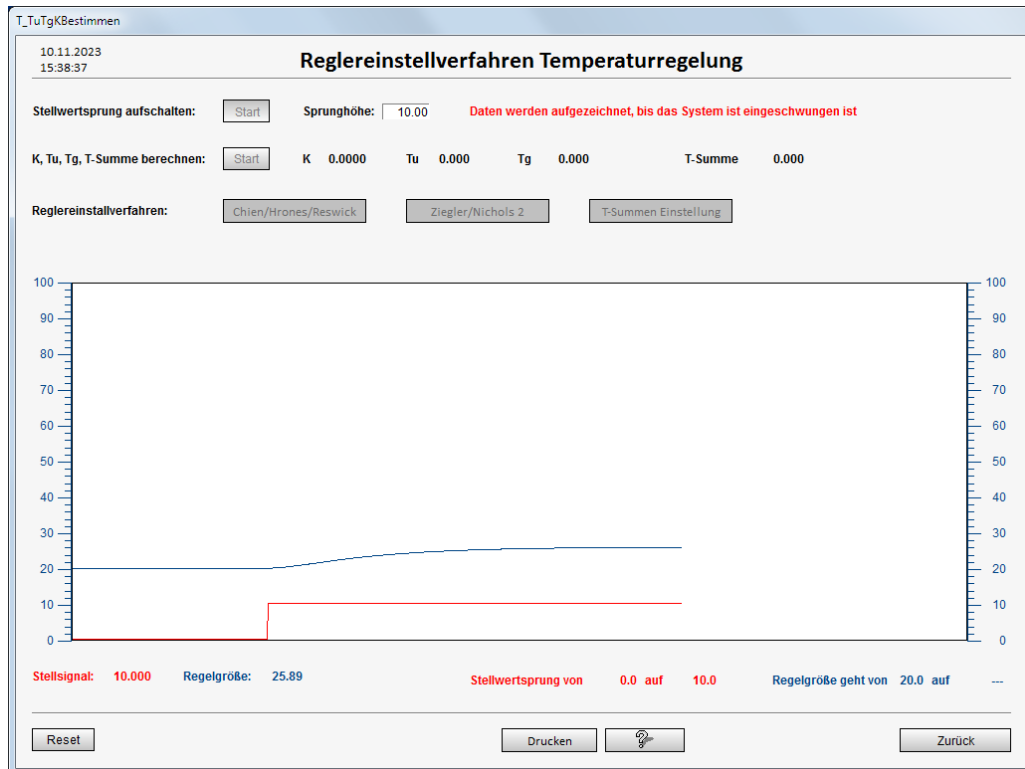 T_TuTgKBestimmen
10.11.2023
15:38:37
Reglereinstellverfahren Temperaturregelung
Stellwertsprung aufschalten: Start Sprunghöhe: 10.00 Daten werden aufgezeichnet, bis das System ist eingeschwungen ist
K, Tu, Tg, T-Summe berechnen: Start K 0.0000 Tu 0.000 Tg 0.000 T-Summe 0.000
Reglereinstallverfahren: Chien/Hrones/Reswick Ziegler/Nichols 2 T-Summen Einstellung
100 100
90 90
80 80
70 70
60 60
50 50
40 40
30 30
20 20
10 10
0 0
Stellsignal: 10.000 Regelgröße: 25.89 Stellwertsprung von 0.0 auf 10.0 Regelgröße geht von 20.0 auf ---
Reset Drucken ? Zurück